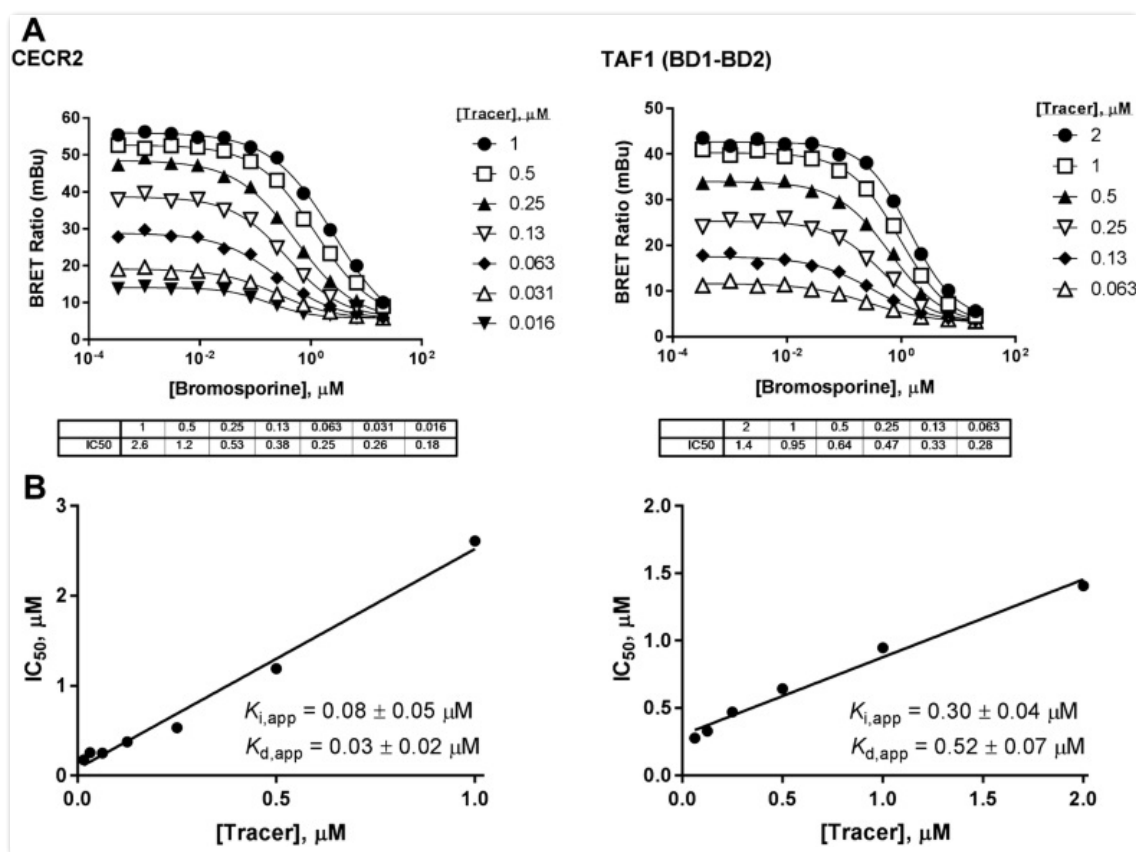 A
CECR2
TAF1 (BD1-BD2)
BRET Ratio (mBu)
60
50
40
30
20
10
0
10⁻⁴ 10⁻² 10⁰ 10²
[Bromosporine], μM
[Tracer], μM
1
0.5
0.25
0.13
0.063
0.031
0.016
BRET Ratio (mBu)
50
40
30
20
10
0
10⁻⁴ 10⁻² 10⁰ 10²
[Bromosporine], μM
[Tracer], μM
2
1
0.5
0.25
0.13
0.063
1 0.5 0.25 0.13 0.063 0.031 0.016
IC50 2.6 1.2 0.53 0.38 0.25 0.26 0.18
2 1 0.5 0.25 0.13 0.063
IC50 1.4 0.95 0.64 0.47 0.33 0.28
B
IC₅₀, μM
3
2
1
0
Ki,app = 0.08 ± 0.05 μM
Kd,app = 0.03 ± 0.02 μM
0.0 0.5 1.0
[Tracer], μM
IC₅₀, μM
2.0
1.5
1.0
0.5
0.0
Ki,app = 0.30 ± 0.04 μM
Kd,app = 0.52 ± 0.07 μM
0.0 0.5 1.0 1.5 2.0
[Tracer], μM